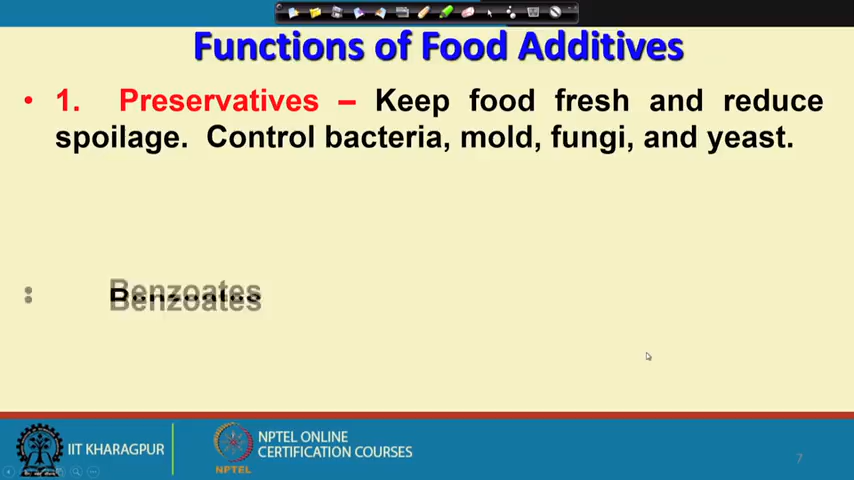 Functions of Food Additives
• 1. Preservatives – Keep food fresh and reduce
spoilage. Control bacteria, mold, fungi, and yeast.
Benzoates
IIT KHARAGPUR
NPTEL
NPTEL ONLINE
CERTIFICATION COURSES
7